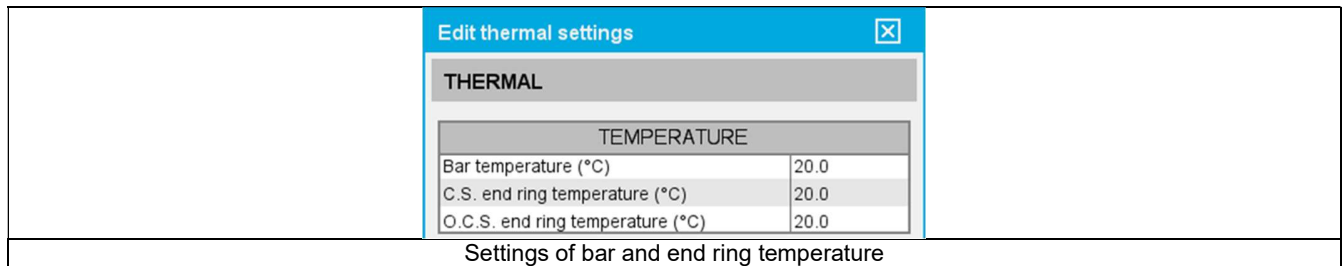 Edit thermal settings
THERMAL
TEMPERATURE
Bar temperature (°C) 20.0
C.S. end ring temperature (°C) 20.0
O.C.S. end ring temperature (°C) 20.0
Settings of bar and end ring temperature